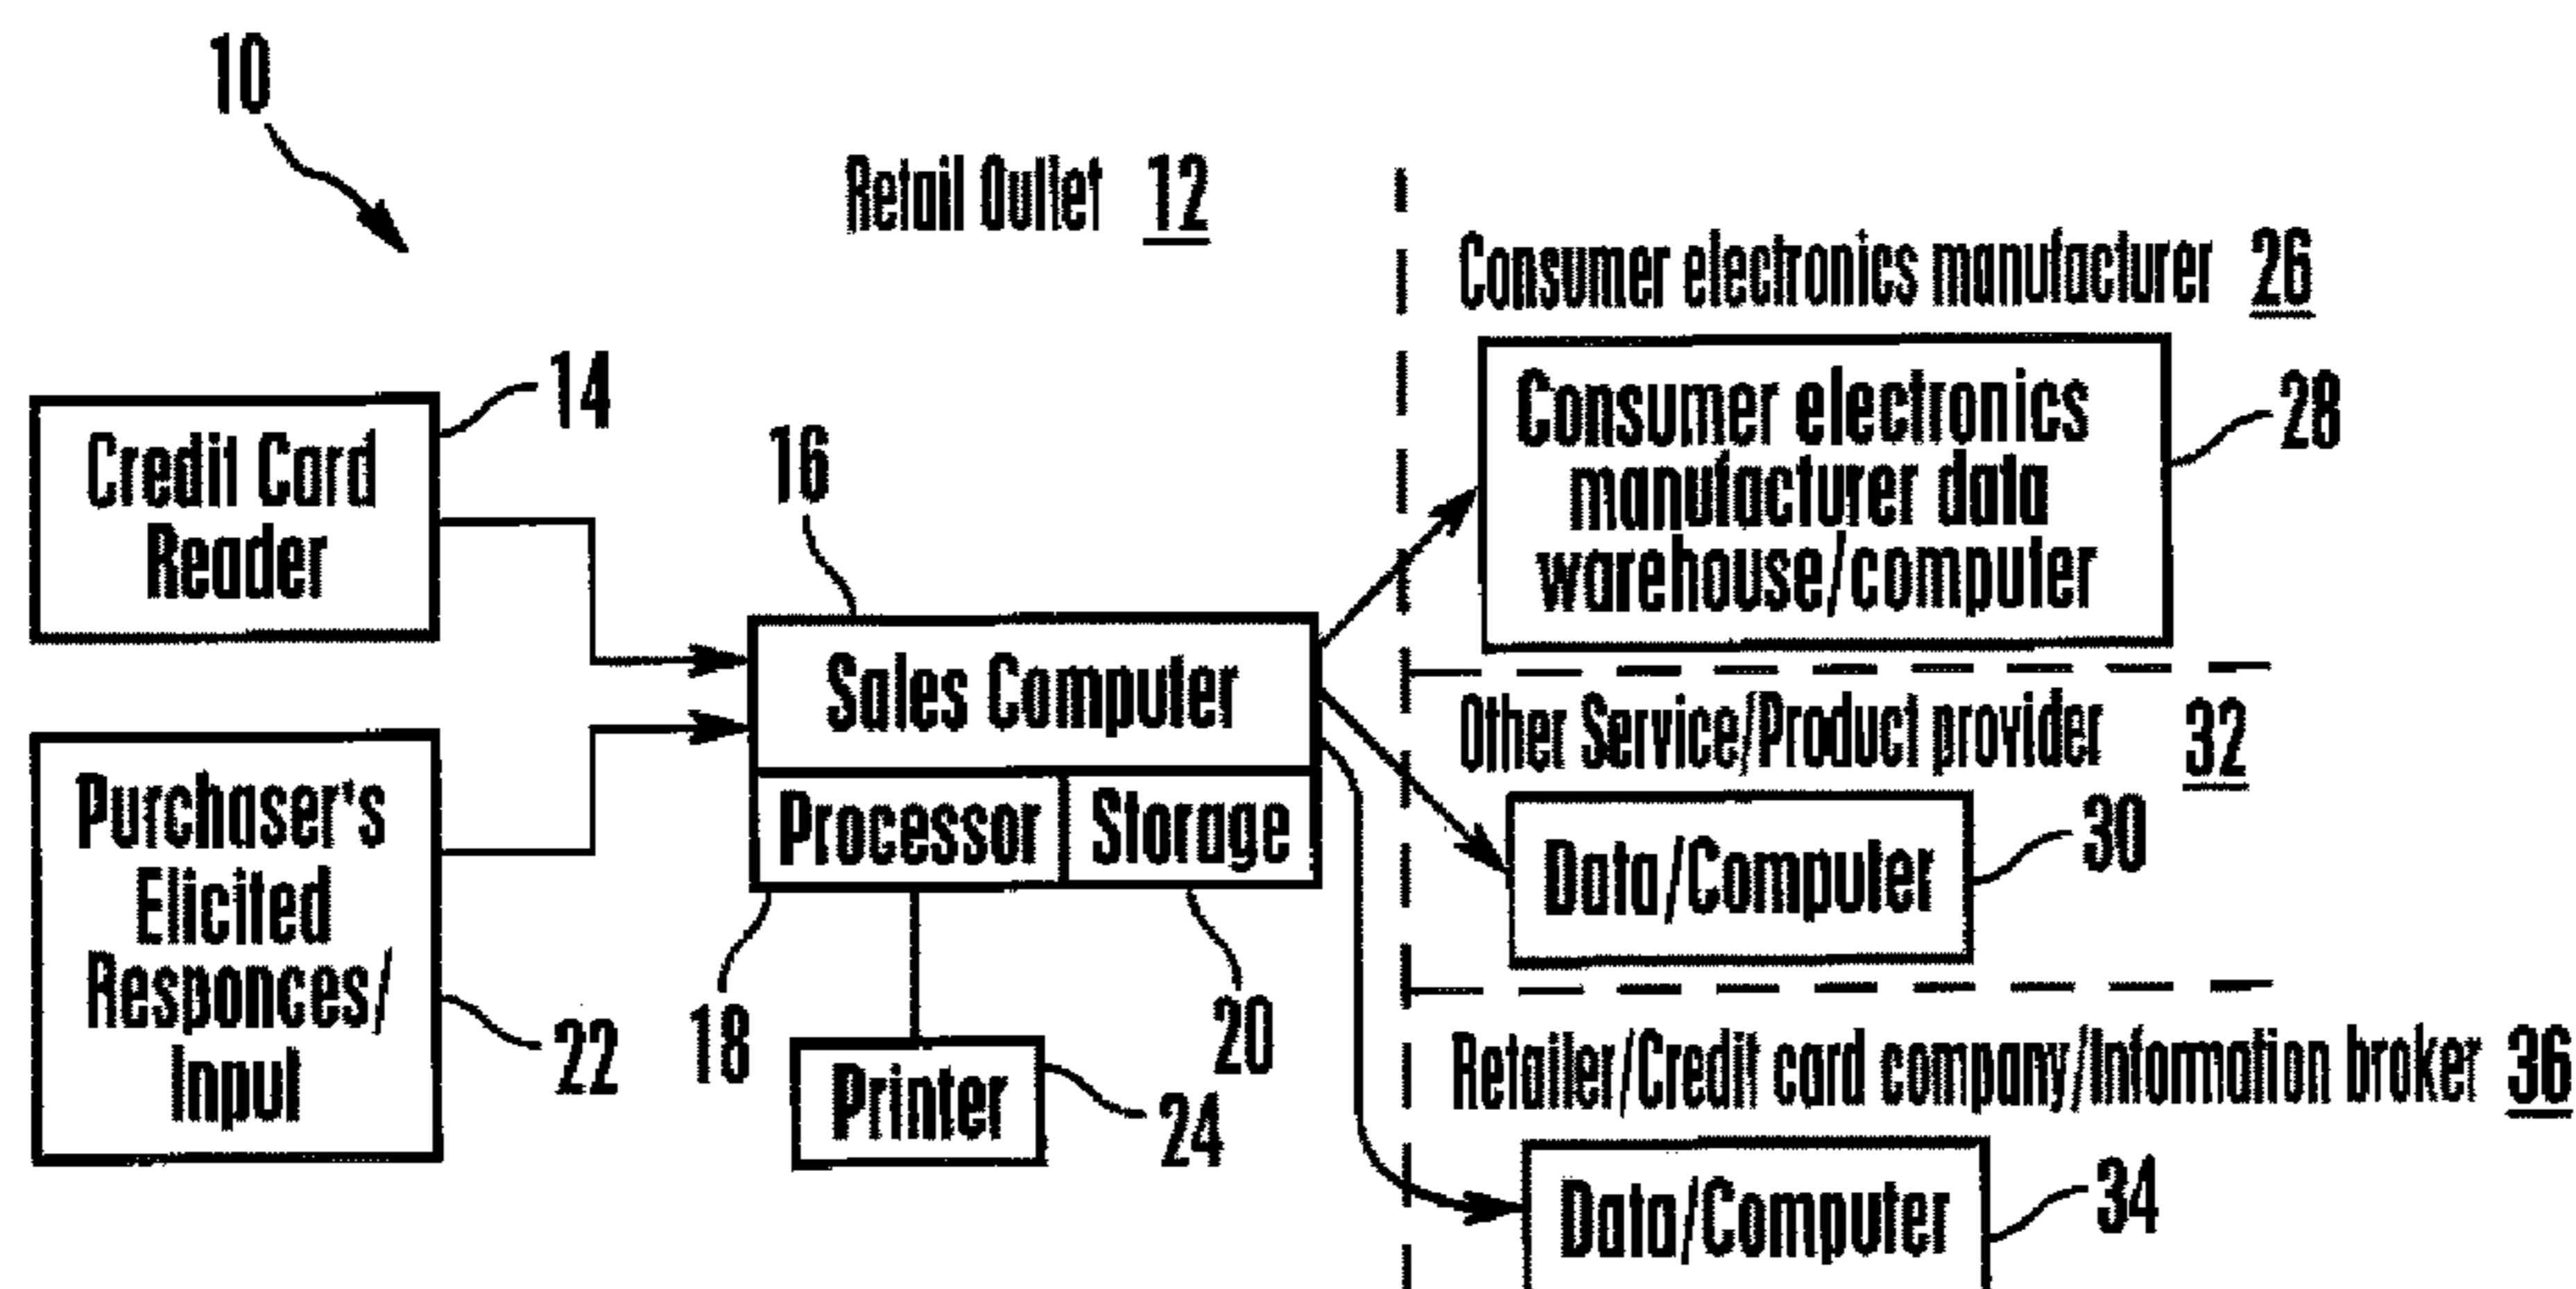 10
Retail Outlet 12
Consumer electronics manufacturer 26
Credit Card
Reader
14
16
Consumer electronics
manufacturer data
warehouse/computer
28
Sales Computer
Processor
Storage
Other Service/Product provider 32
Purchaser's
Elicited
Responces/
Input
22
18
20
Printer
24
Data/Computer
30
Retailer/Credit card company/Information broker 36
Data/Computer
34